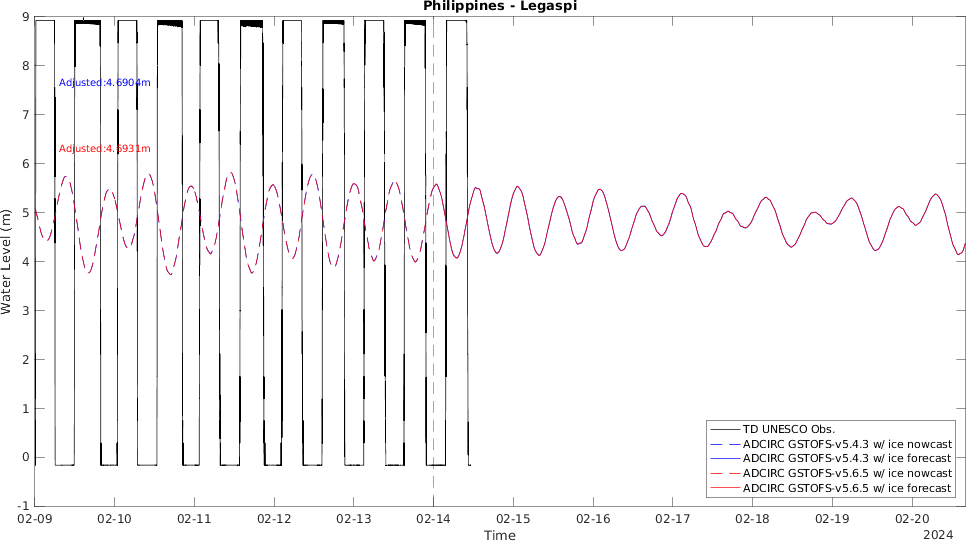 Philippines - Legaspi
9
8
7
6
5
4
3
2
1
0
-1
Water Level (m)
Adjusted:4.6904m
Adjusted:4.6931m
TD UNESCO Obs.
ADCIRC GSTOFS-v5.4.3 w/ ice nowcast
ADCIRC GSTOFS-v5.4.3 w/ ice forecast
ADCIRC GSTOFS-v5.6.5 w/ ice nowcast
ADCIRC GSTOFS-v5.6.5 w/ ice forecast
02-09 02-10 02-11 02-12 02-13 02-14 02-15 02-16 02-17 02-18 02-19 02-20
Time
2024